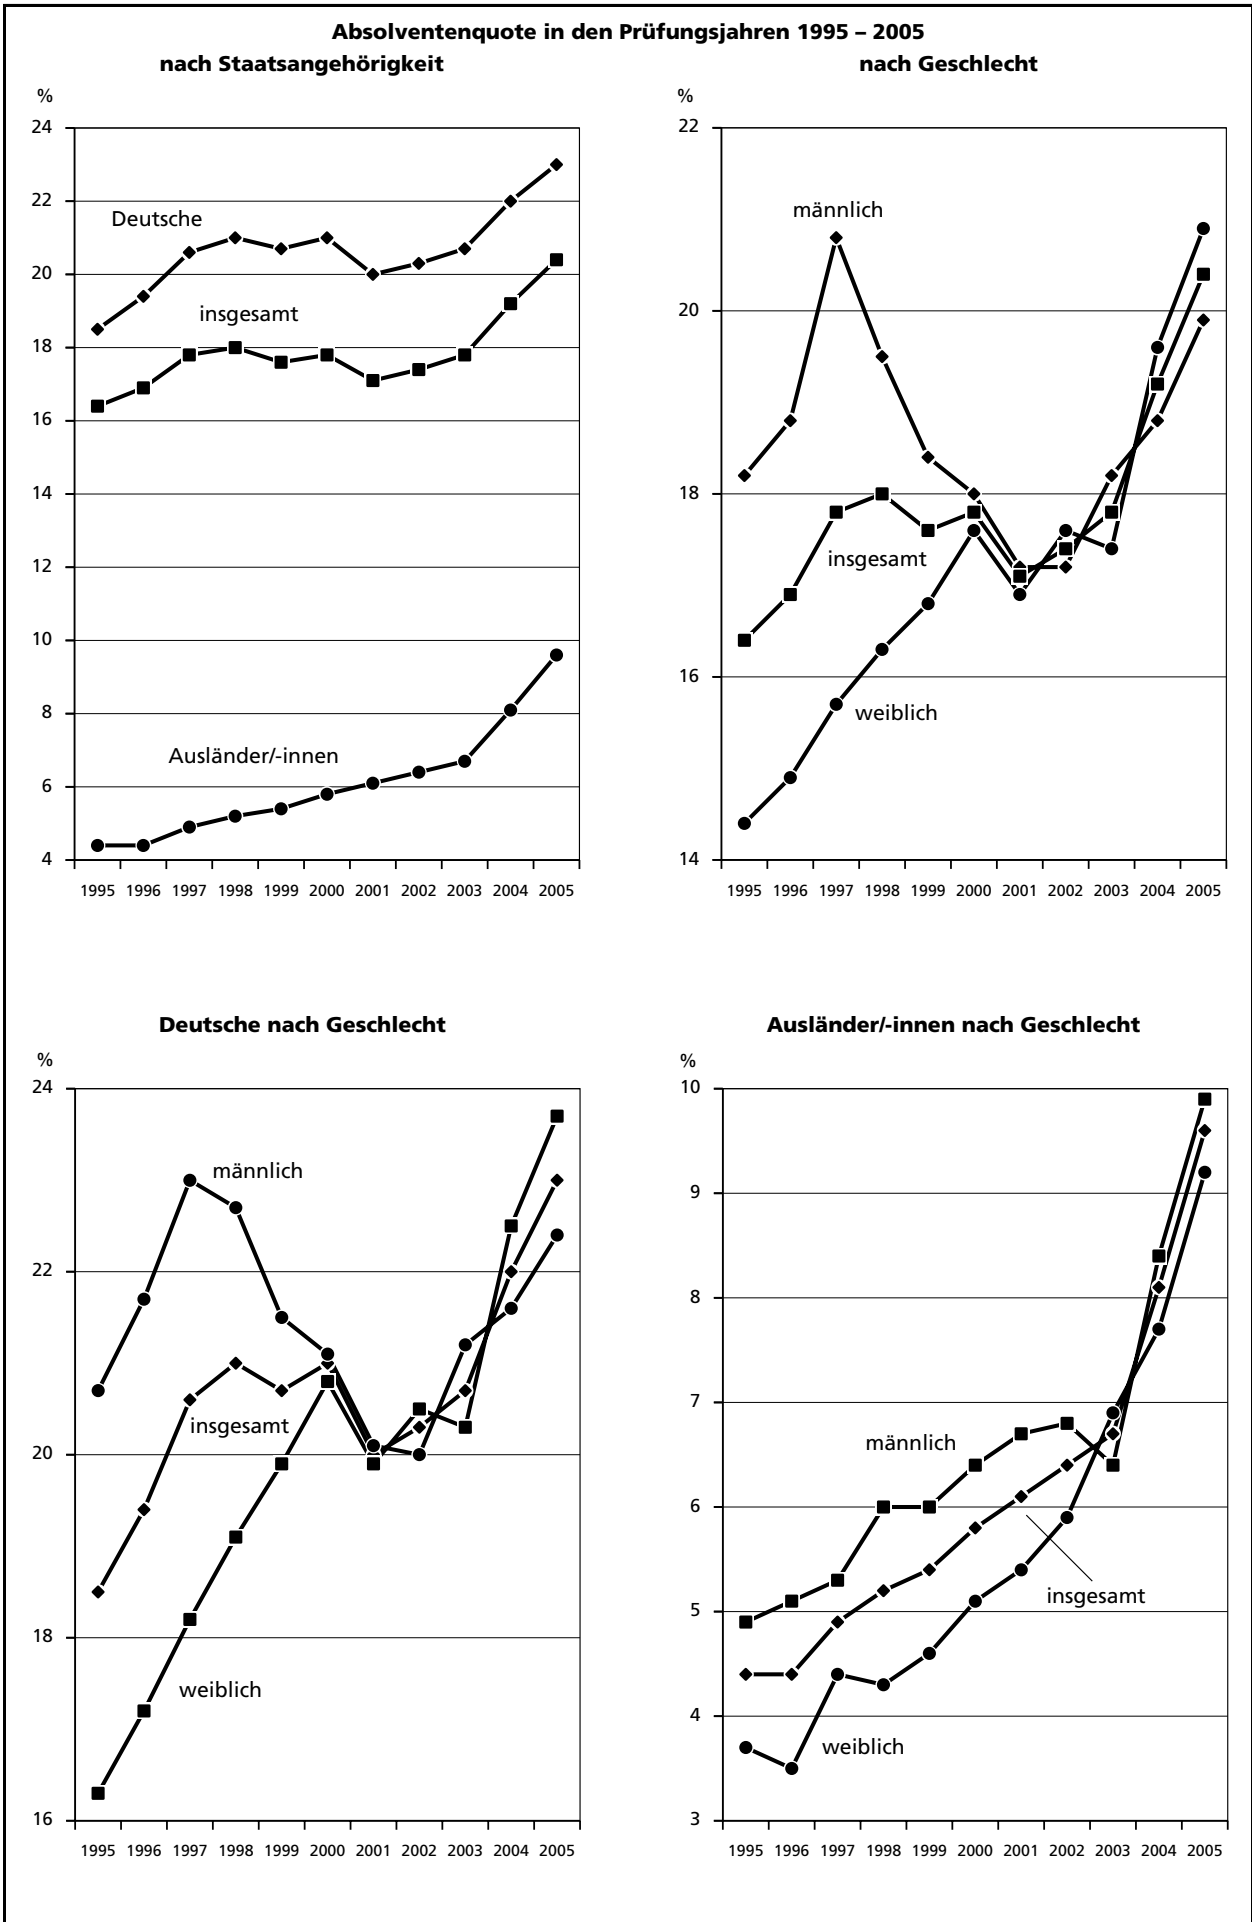 Absolventenquote in den Prüfungsjahren 1995 – 2005
nach Staatsangehörigkeit
%
24
22
20
18
16
14
12
10
8
6
4
Deutsche
insgesamt
Ausländer/-innen
1995 1996 1997 1998 1999 2000 2001 2002 2003 2004 2005
nach Geschlecht
%
22
20
18
16
14
männlich
insgesamt
weiblich
1995 1996 1997 1998 1999 2000 2001 2002 2003 2004 2005
Deutsche nach Geschlecht
%
24
22
20
18
16
männlich
insgesamt
weiblich
1995 1996 1997 1998 1999 2000 2001 2002 2003 2004 2005
Ausländer/-innen nach Geschlecht
%
10
9
8
7
6
5
4
3
männlich
insgesamt
weiblich
1995 1996 1997 1998 1999 2000 2001 2002 2003 2004 2005